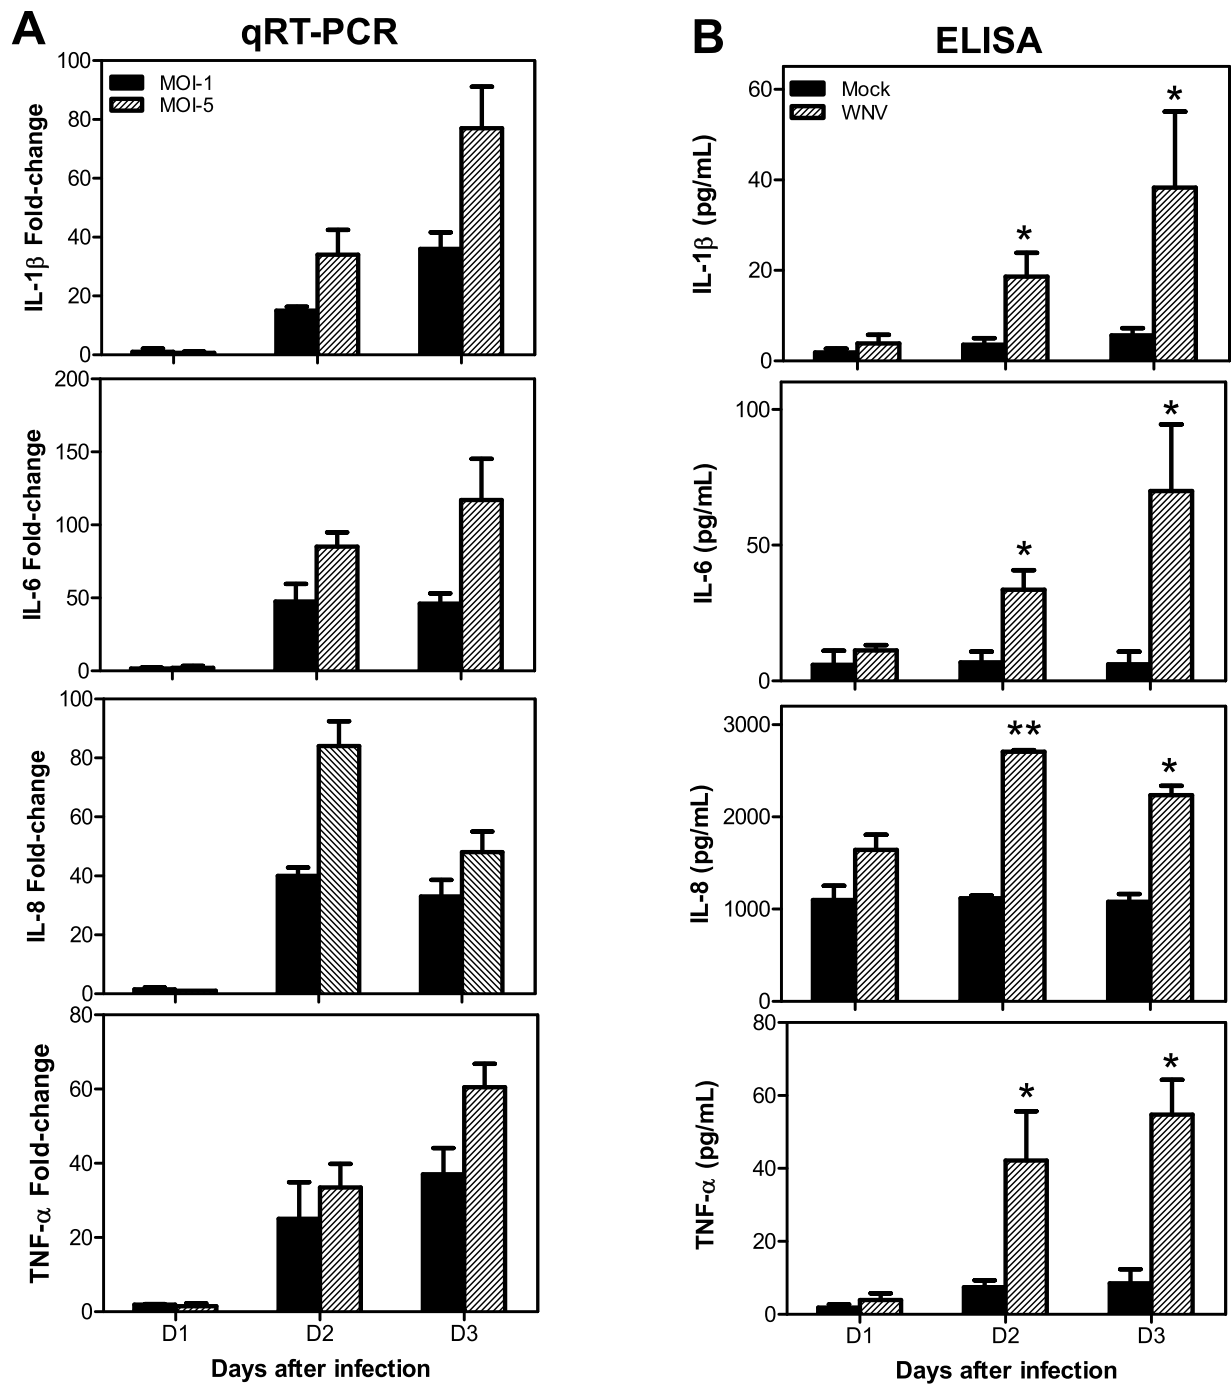 A
qRT-PCR
MOI-1
MOI-5
IL-1β Fold-change
100
80
60
40
20
0
IL-6 Fold-change
200
150
100
50
0
IL-8 Fold-change
100
80
60
40
20
0
TNF-α Fold-change
80
60
40
20
0
D1 D2 D3
Days after infection
B
ELISA
Mock
WNV
IL-1β (pg/mL)
60
40
20
0
*
*
IL-6 (pg/mL)
100
50
0
*
*
IL-8 (pg/mL)
3000
2000
1000
0
**
*
TNF-α (pg/mL)
80
60
40
20
0
*
*
D1 D2 D3
Days after infection